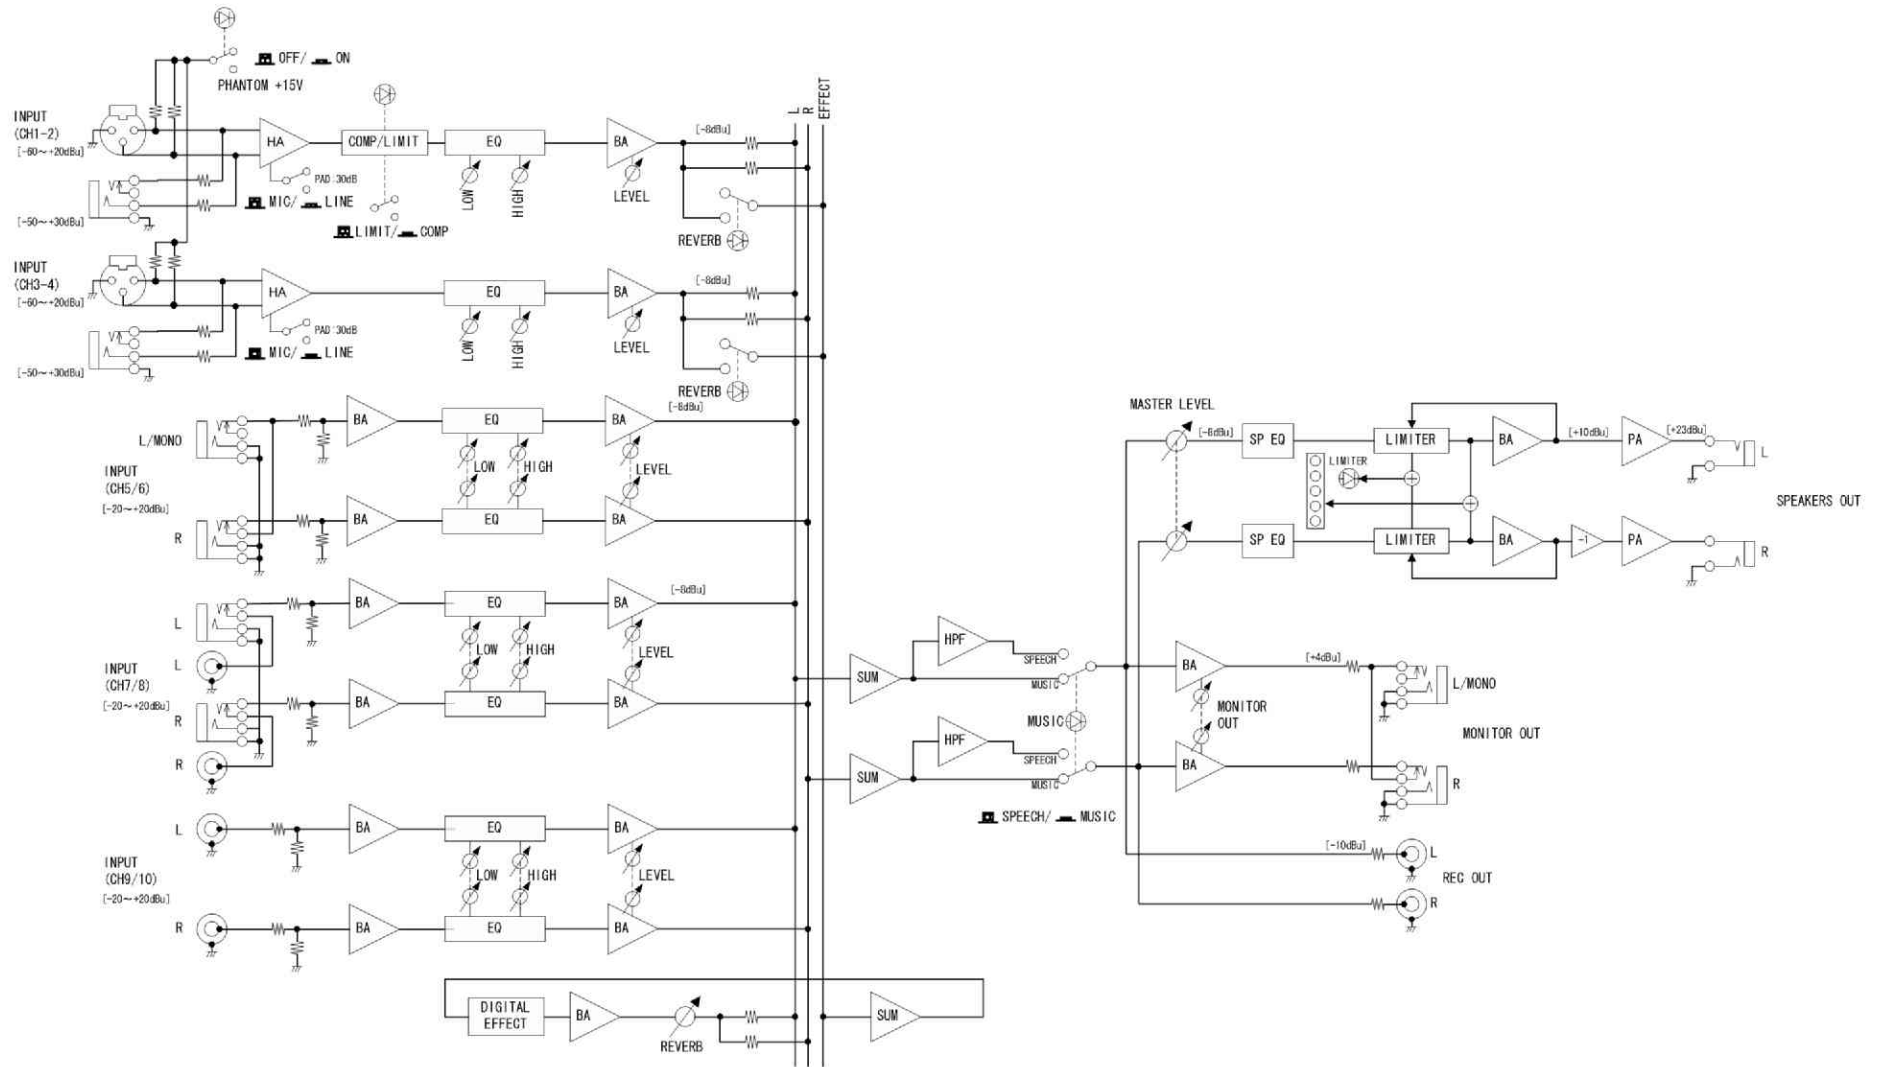 OFF/ ON
PHANTOM +15V
INPUT
(CH1-2)
[-60~+20dBu]
HA
COMP/LIMIT
EQ
BA
[-8dBu]
L
R
EFFECT
PAD:30dB
MIC/ LINE
LOW
HIGH
LEVEL
[-50~+30dBu]
LIMIT/ COMP
REVERB
INPUT
(CH3-4)
[-60~+20dBu]
HA
EQ
BA
[-8dBu]
PAD:30dB
MIC/ LINE
LOW
HIGH
LEVEL
[-50~+30dBu]
REVERB
L/MONO
BA
EQ
BA
[-8dBu]
INPUT
(CH5/6)
[-20~+20dBu]
LOW
HIGH
LEVEL
R
BA
EQ
BA
L
BA
EQ
BA
[-8dBu]
L
INPUT
(CH7/8)
[-20~+20dBu]
LOW
HIGH
LEVEL
R
BA
EQ
BA
R
L
BA
EQ
BA
INPUT
(CH9/10)
[-20~+20dBu]
LOW
HIGH
LEVEL
R
BA
EQ
BA
DIGITAL
EFFECT
BA
REVERB
SUM
SUM
HPF
SPEECH
MUSIC
MUSIC
SUM
HPF
SPEECH
MUSIC
SPEECH/ MUSIC
MASTER LEVEL
SP EQ
LIMITER
BA
[+10dBu]
PA
[+23dBu]
L
LIMITER
SPEAKERS OUT
SP EQ
LIMITER
BA
-1
PA
R
BA
[+4dBu]
L/MONO
MONITOR
OUT
MONITOR OUT
BA
R
[-10dBu]
L
REC OUT
R